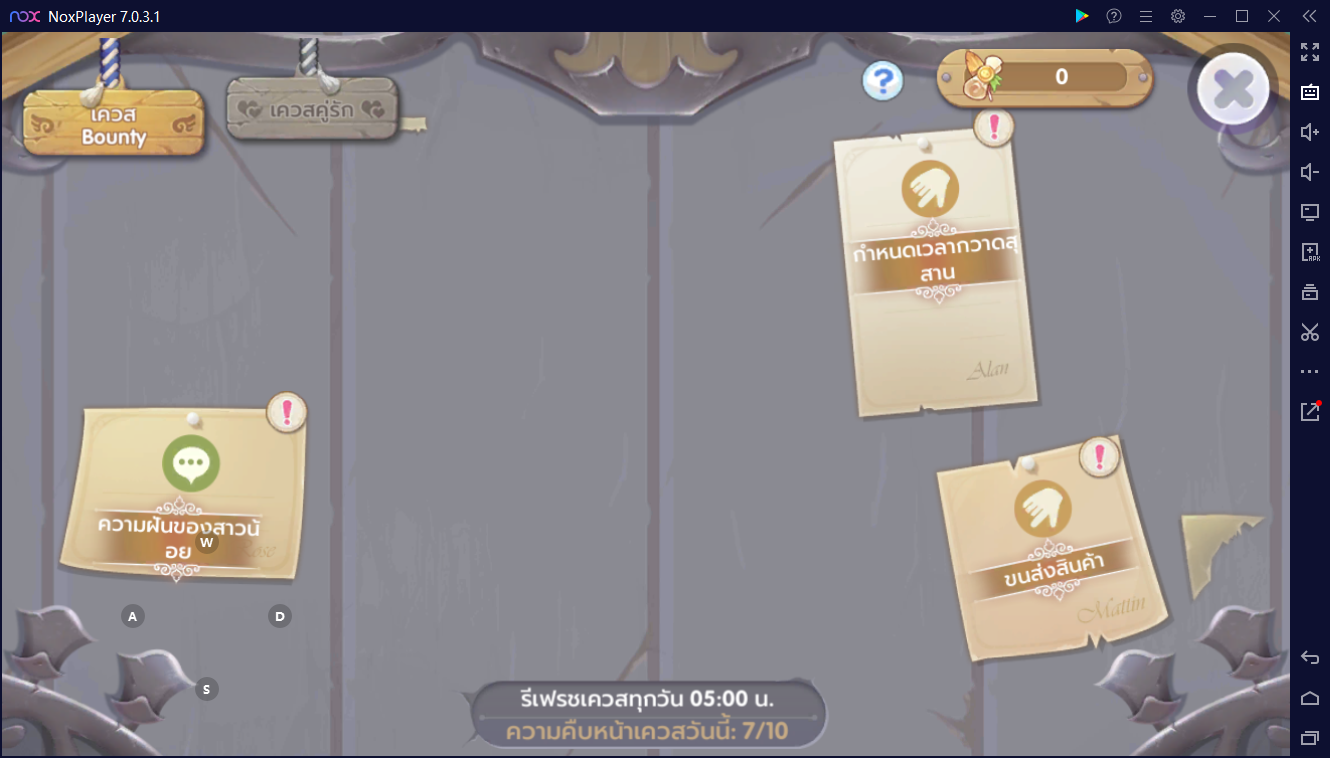 nox NoxPlayer 7.0.3.1
เควส
Bounty
เควสคู่รัก
0
กำหนดเวลากวาดสุ
สาน
Alan
ความฝันของสาวน้
อย
Rose
ขนส่งสินค้า
Mattin
W
A
D
S
รีเฟรชเควสทุกวัน 05:00 น.
ความคืบหน้าเควสวันนี้: 7/10
APK